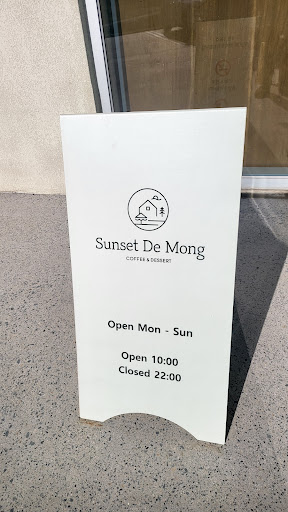 Sunset De Mong
COFFEE & DESSERT
Open Mon - Sun
Open 10:00
Closed 22:00